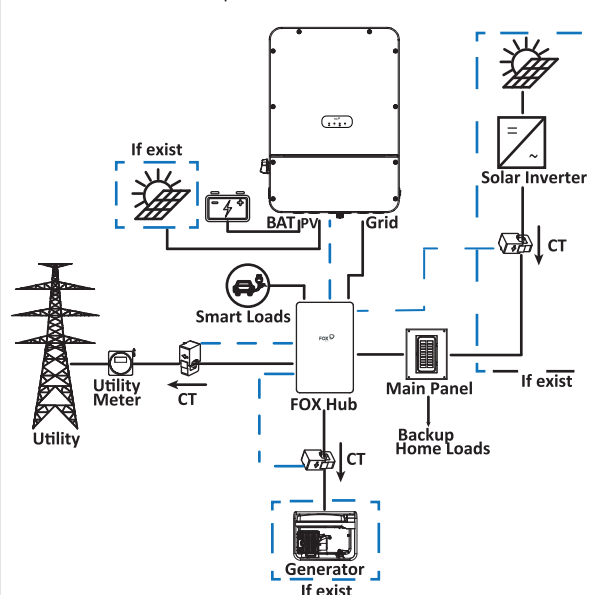 If exist
Solar Inverter
BAT PV Grid
CT
Smart Loads
FOX
Main Panel
If exist
Utility
Meter
CT
FOX Hub
Utility
Backup
Home Loads
CT
Generator
If exist